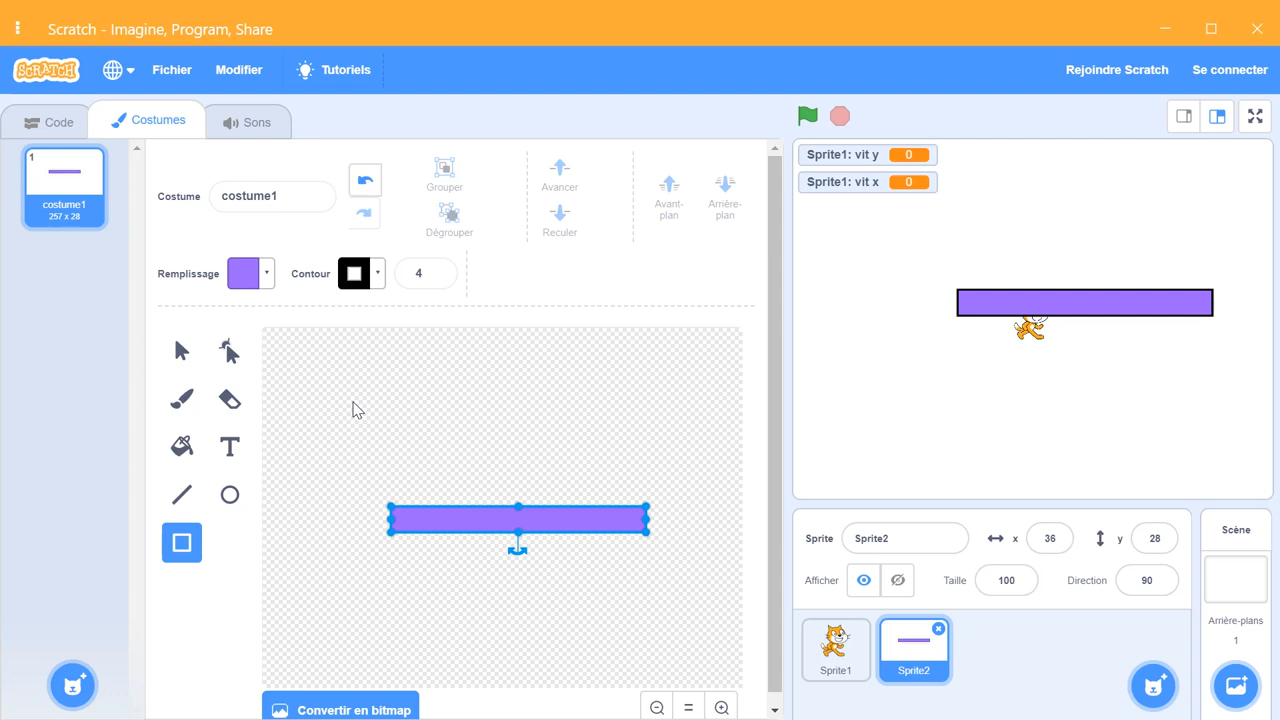 Scratch - Imagine, Program, Share
SCRATCH
Fichier
Modifier
Tutoriels
Rejoindre Scratch
Se connecter
Code
Costumes
Sons
1
costume1
257 x 28
Costume
costume1
Grouper
Dégrouper
Avancer
Reculer
Avant-
plan
Arrière-
plan
Remplissage
Contour
4
T
Convertir en bitmap
Sprite1: vit y 0
Sprite1: vit x 0
Sprite
Sprite2
x
36
y
28
Afficher
Taille
100
Direction
90
Sprite1
Sprite2
Scène
Arrière-plans
1